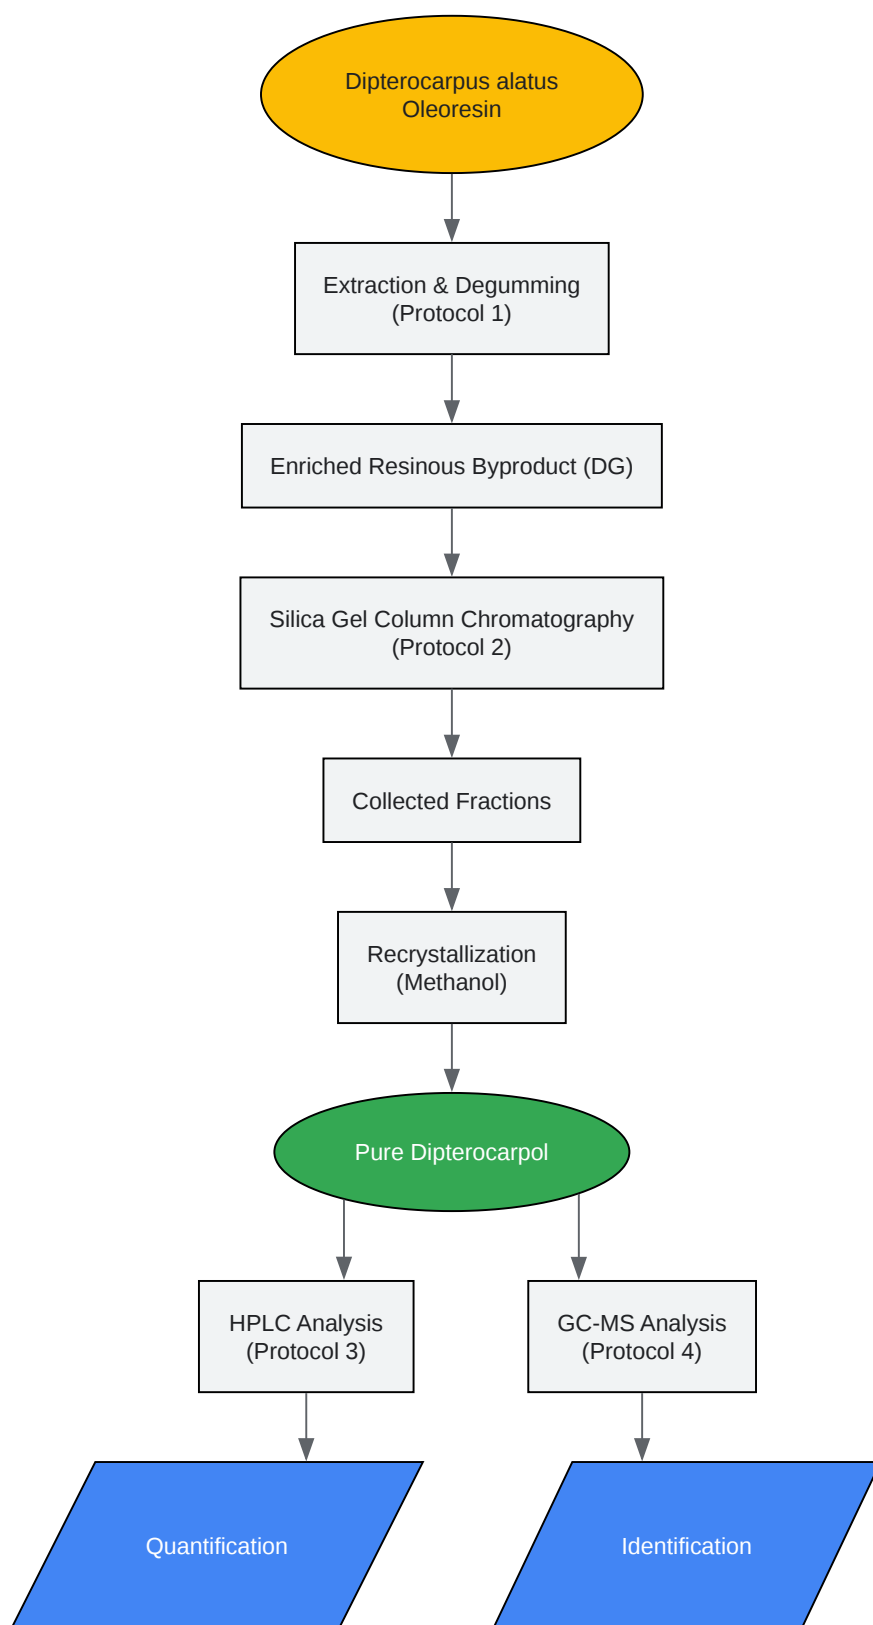 Dipterocarpus alatus
Oleoresin
Extraction & Degumming
(Protocol 1)
Enriched Resinous Byproduct (DG)
Silica Gel Column Chromatography
(Protocol 2)
Collected Fractions
Recrystallization
(Methanol)
Pure Dipterocarpol
HPLC Analysis
(Protocol 3)
GC-MS Analysis
(Protocol 4)
Quantification
Identification